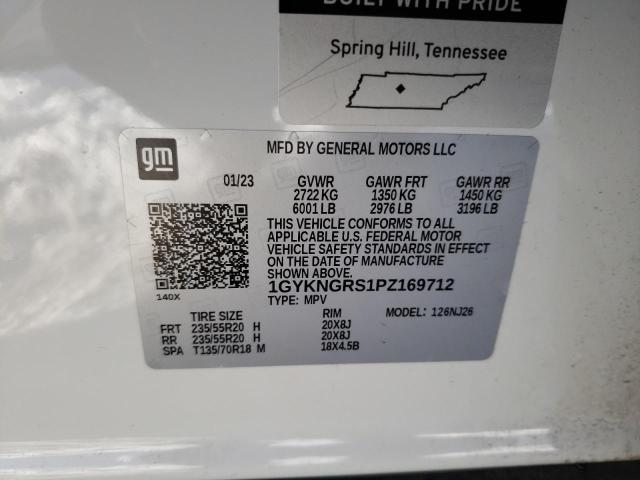 BUILT WITH PRIDE
Spring Hill, Tennessee
gm
MFD BY GENERAL MOTORS LLC
01/23 GVWR GAWR FRT GAWR RR
2722 KG 1350 KG 1450 KG
6001 LB 2976 LB 3196 LB
THIS VEHICLE CONFORMS TO ALL
APPLICABLE U.S. FEDERAL MOTOR
VEHICLE SAFETY STANDARDS IN EFFECT
ON THE DATE OF MANUFACTURE
SHOWN ABOVE.
140X
1GYKNGRS1PZ169712
TYPE: MPV
TIRE SIZE RIM MODEL: 126NJ26
FRT 235/55R20 H 20X8J
RR 235/55R20 H 20X8J
SPA T135/70R18 M 18X4.5B